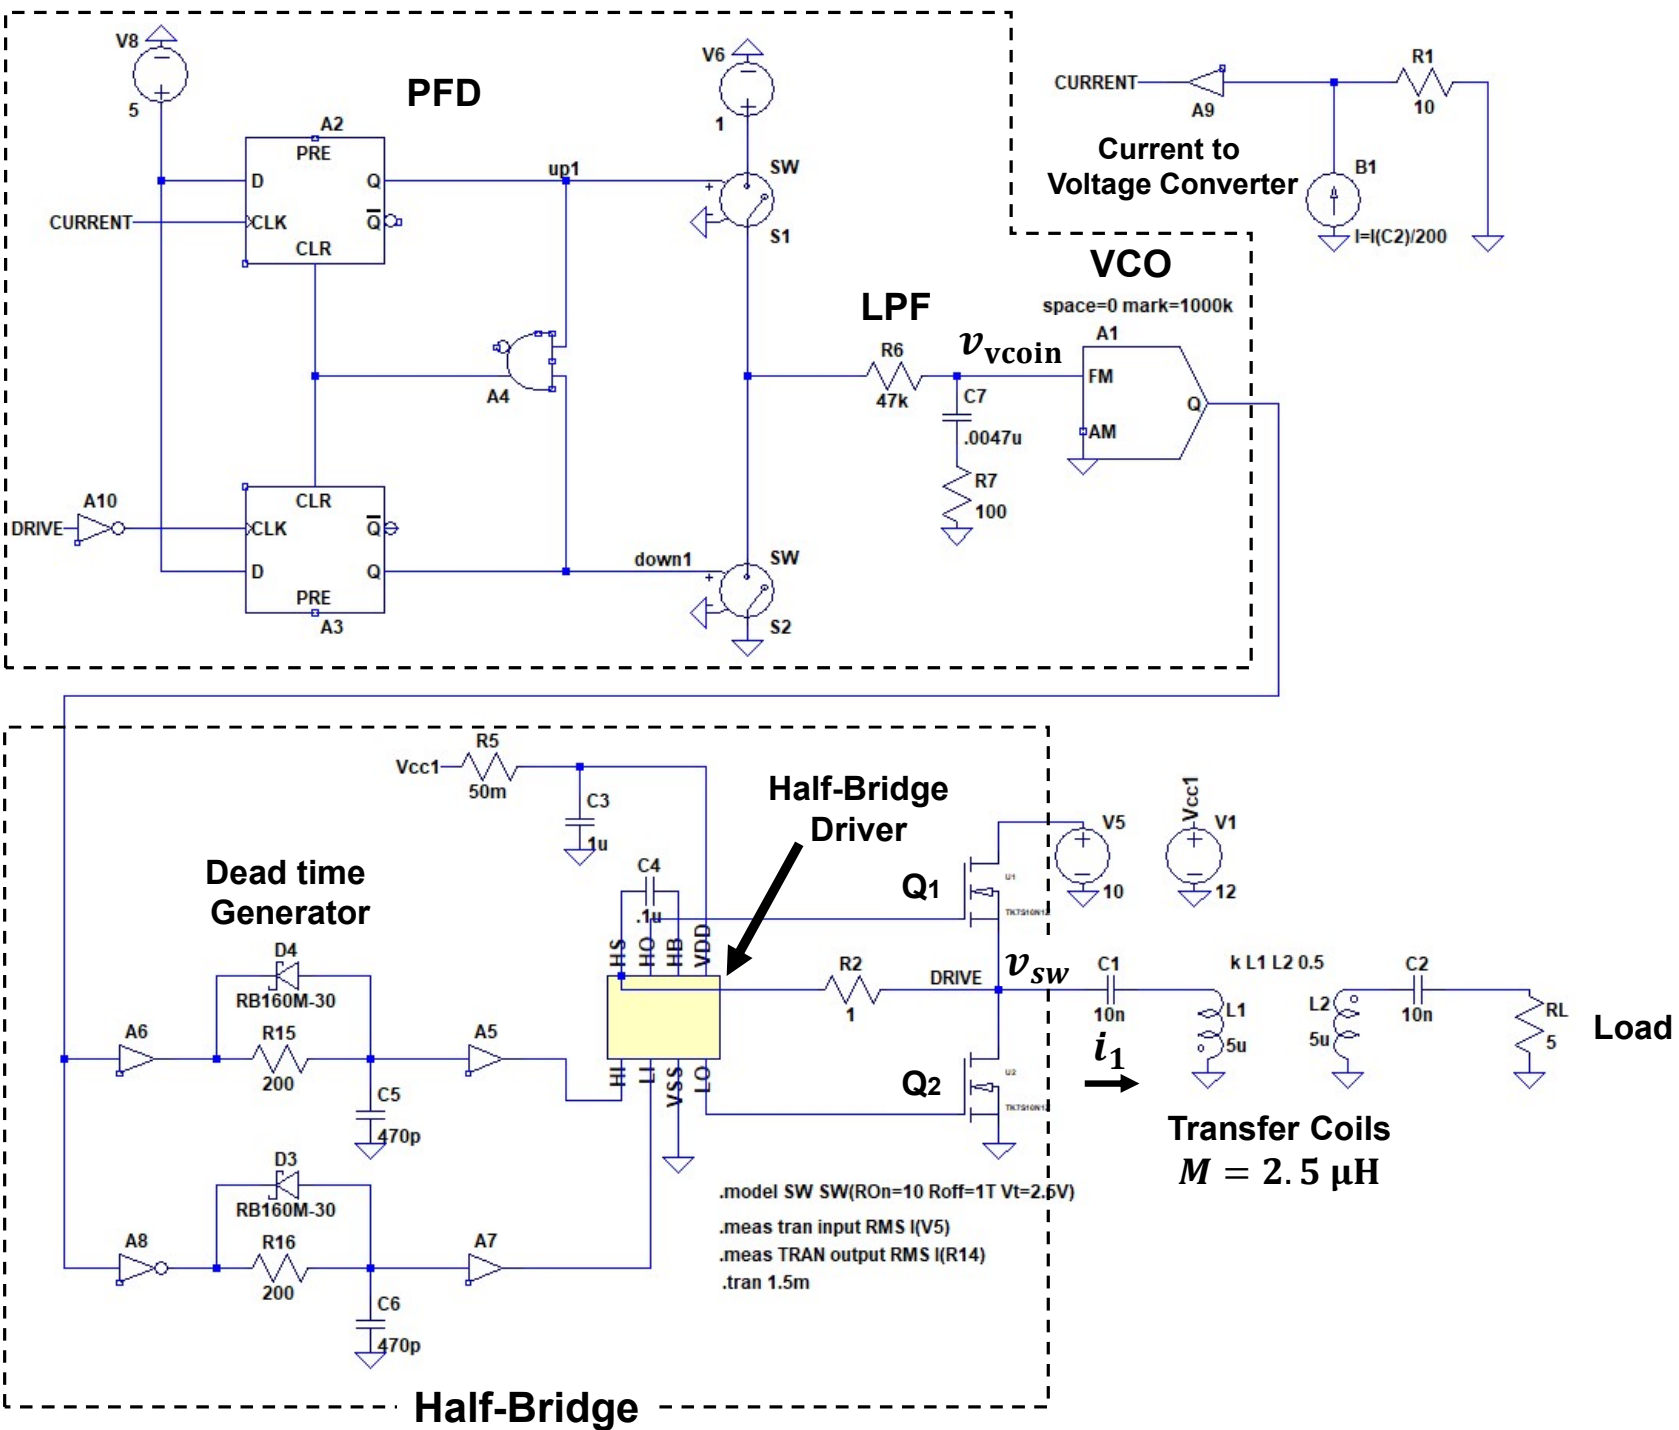 V8
5
PFD
A2
PRE
D
Q
CURRENT
CLK
Q
CLR
up1
V6
1
SW
S1
CURRENT
A9
R1
10
Current to
Voltage Converter
B1
I=I(C2)/200
VCO
space=0 mark=1000k
A1
LPF
R6
47k
vvcoin
FM
Q
AM
C7
.0047u
R7
100
A4
A10
DRIVE
CLR
CLK
Q
D
Q
PRE
A3
down1
SW
S2
Vcc1
R5
50m
C3
1u
Half-Bridge
Driver
C4
.1u
HS
HO
HB
VDD
HI
LI
VSS
LO
Dead time
Generator
D4
RB160M-30
A6
R15
200
A5
C5
470p
D3
RB160M-30
A8
R16
200
A7
C6
470p
Q1
U1
V5
10
Vcc1
V1
12
R2
1
DRIVE
vsw
C1
10n
k L1 L2 0.5
L1
5u
L2
5u
C2
10n
RL
5
Load
i1
Q2
U2
Transfer Coils
M = 2.5 μH
.model SW SW(ROn=10 Roff=1T Vt=2.5V)
.meas tran input RMS I(V5)
.meas TRAN output RMS I(R14)
.tran 1.5m
Half-Bridge